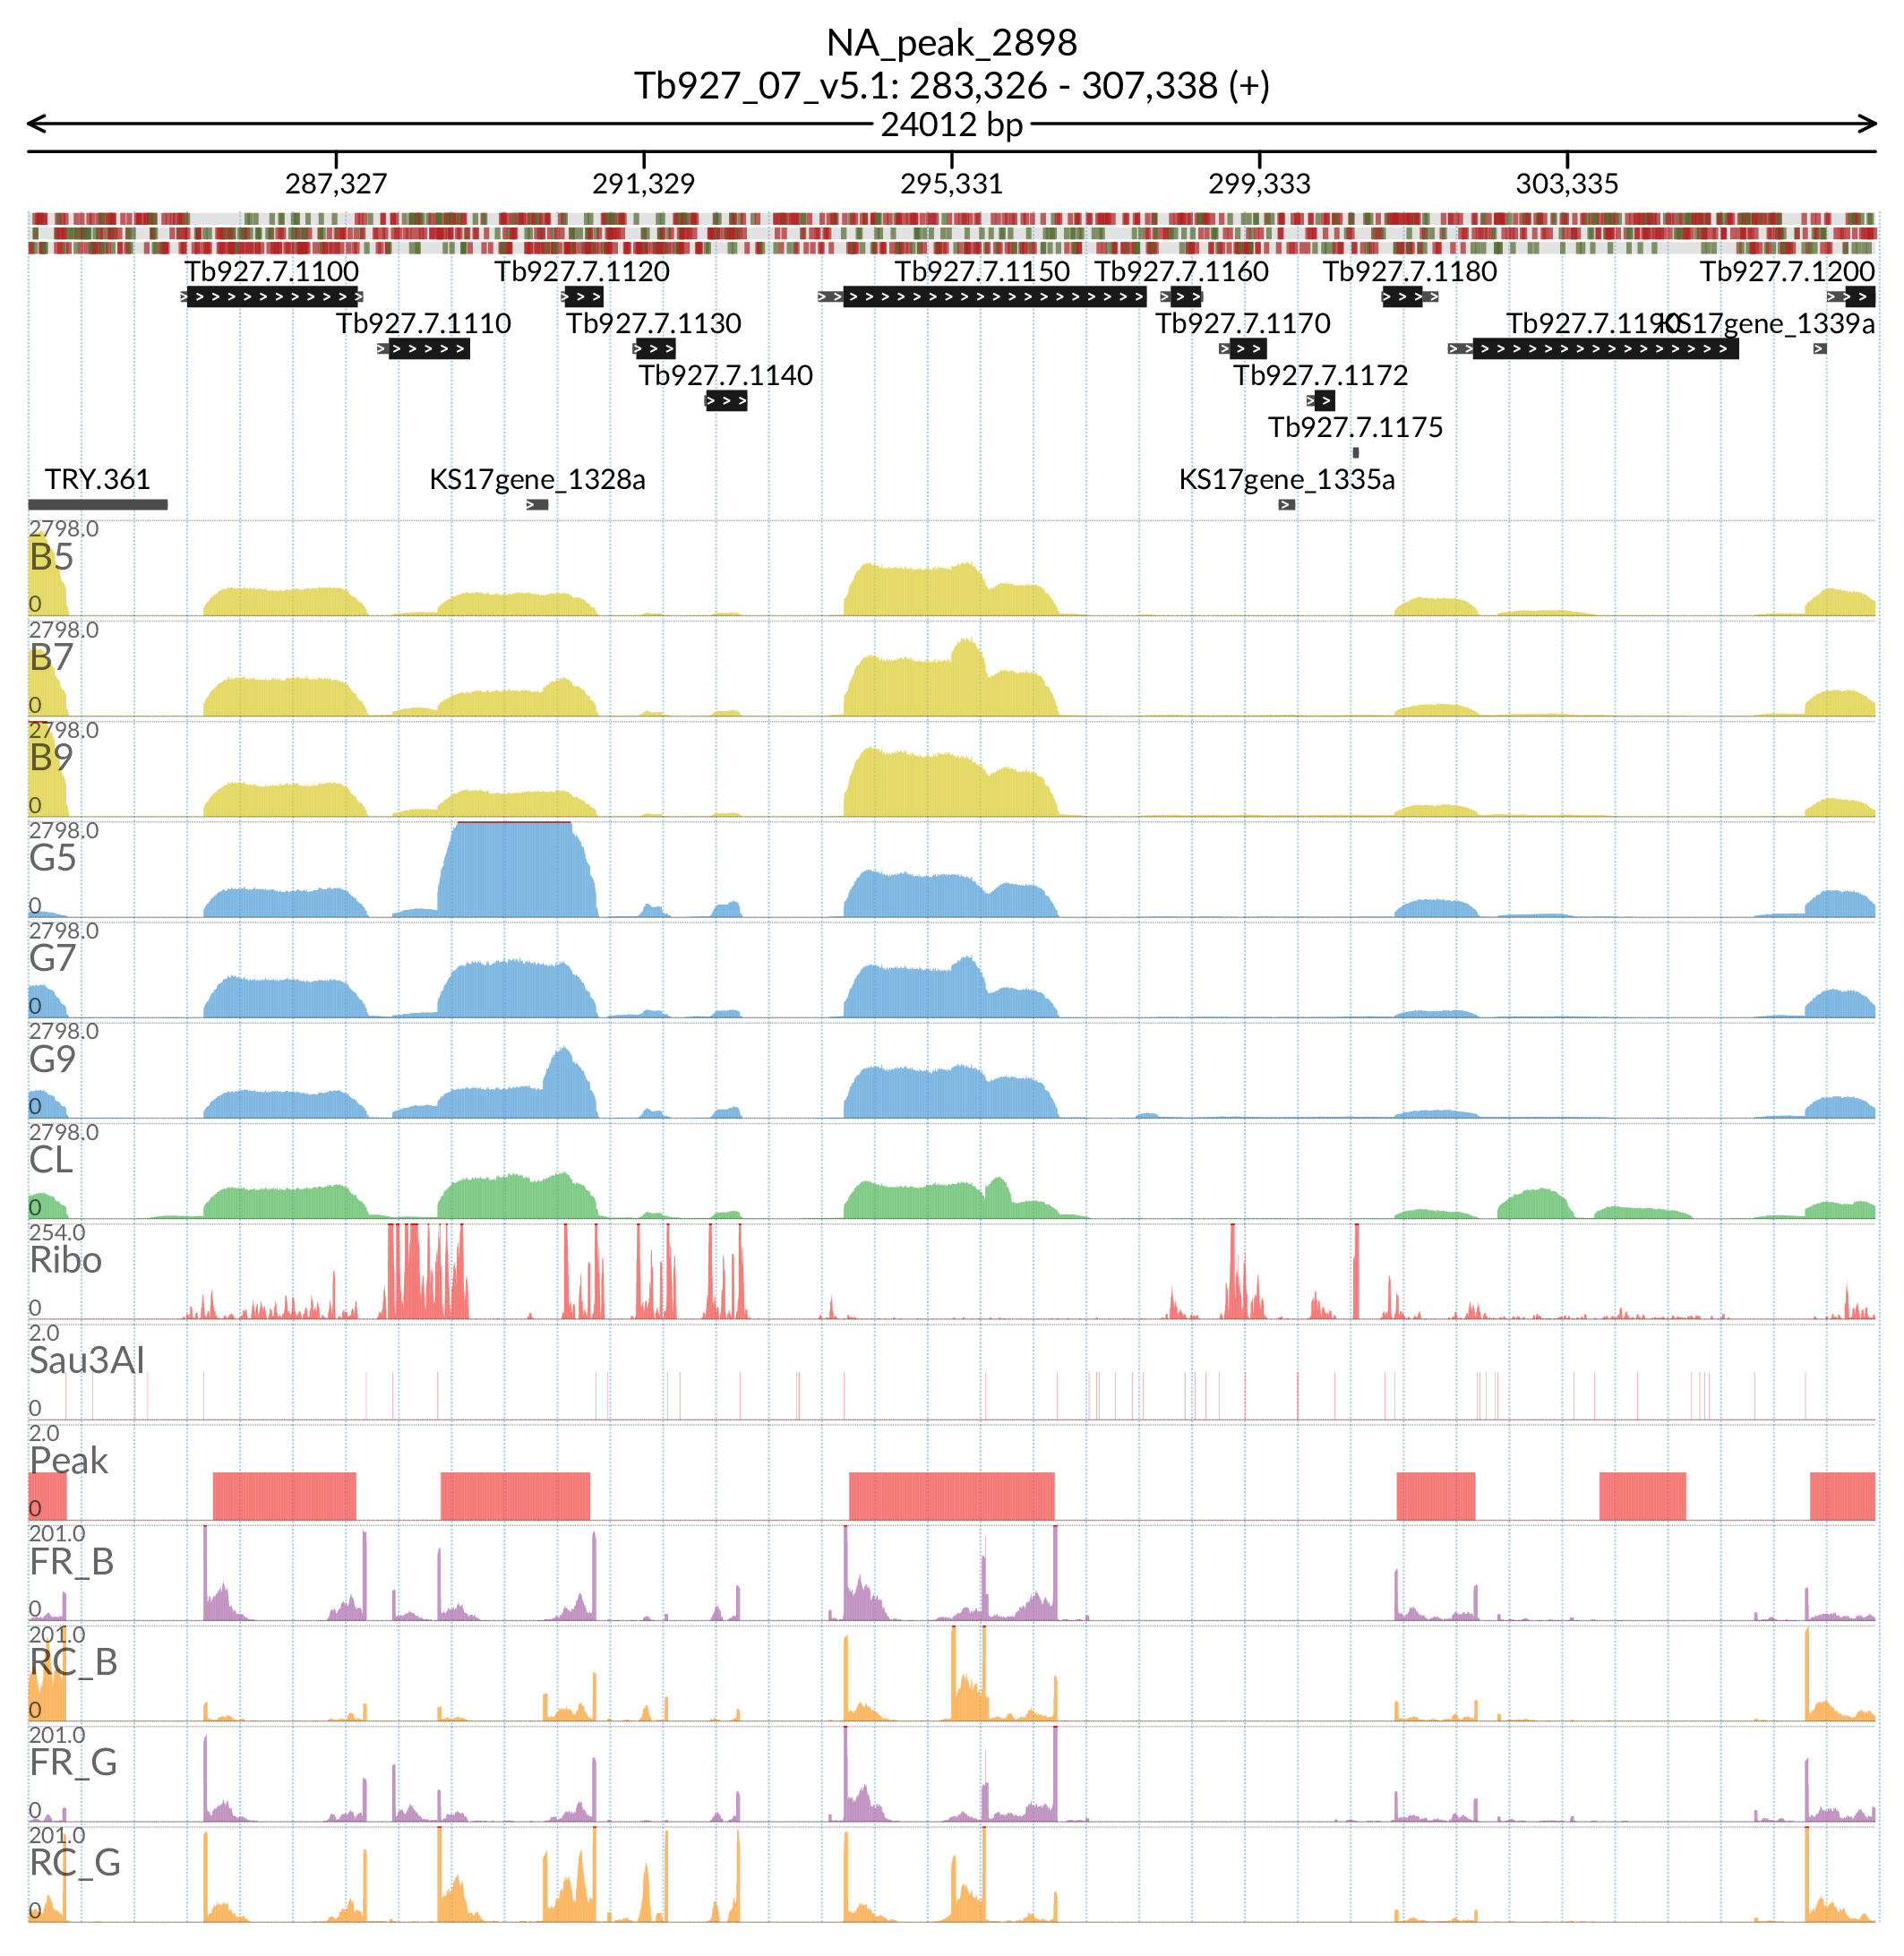 NA_peak_2898
Tb927_07_v5.1: 283,326 - 307,338 (+)
24012 bp
287,327 291,329 295,331 299,333 303,335
Tb927.7.1100 Tb927.7.1120 Tb927.7.1150 Tb927.7.1160 Tb927.7.1180 Tb927.7.1200
Tb927.7.1110 Tb927.7.1130 Tb927.7.1170 Tb927.7.1190 KS17gene_1339a
Tb927.7.1140 Tb927.7.1172
Tb927.7.1175
TRY.361 KS17gene_1328a KS17gene_1335a
2798.0
B5
0
2798.0
B7
0
2798.0
B9
0
2798.0
G5
0
2798.0
G7
0
2798.0
G9
0
2798.0
CL
0
254.0
Ribo
0
2.0
Sau3AI
0
2.0
Peak
0
201.0
FR_B
0
201.0
RC_B
0
201.0
FR_G
0
201.0
RC_G
0